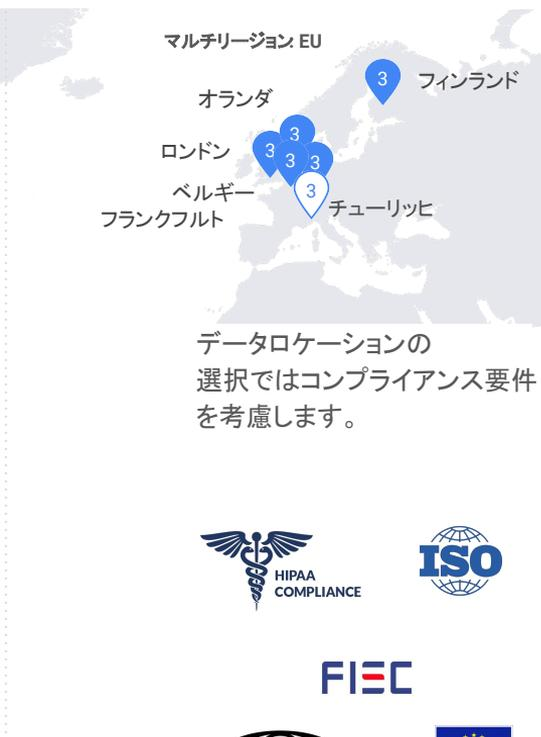 マルチリージョン: EU
3
フィンランド
オランダ
3
ロンドン
3
3
3
ベルギー
3
チューリッヒ
フランクフルト
データロケーションの
選択ではコンプライアンス要件
を考慮します。
HIPAA
COMPLIANCE
ISO
FIEC